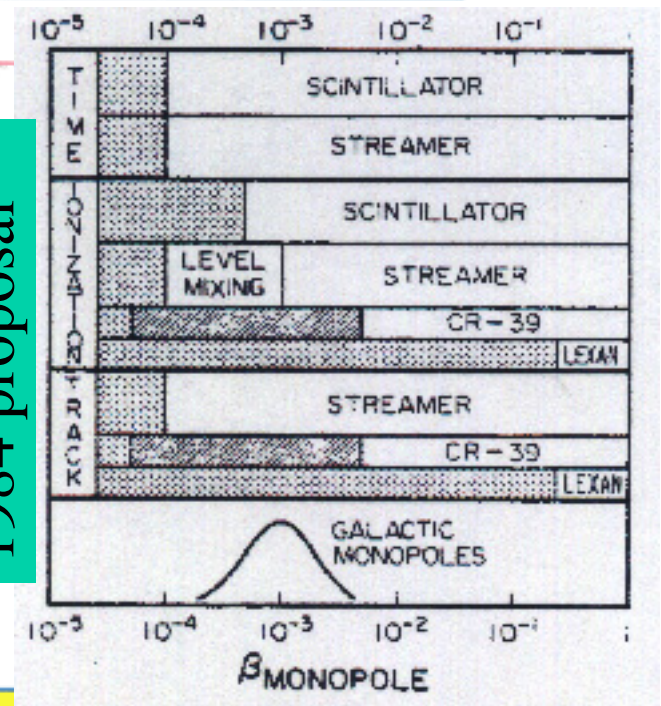 1984 proposal
10-5 10-4 10-3 10-2 10-1
TIME
SCINTILLATOR
STREAMER
IONIZATION
SCINTILLATOR
LEVEL
MIXING
STREAMER
CR-39
LEXAN
TRACK
STREAMER
CR-39
LEXAN
GALACTIC
MONOPOLES
10-5 10-4 10-3 10-2 10-1 1
βMONOPOLE